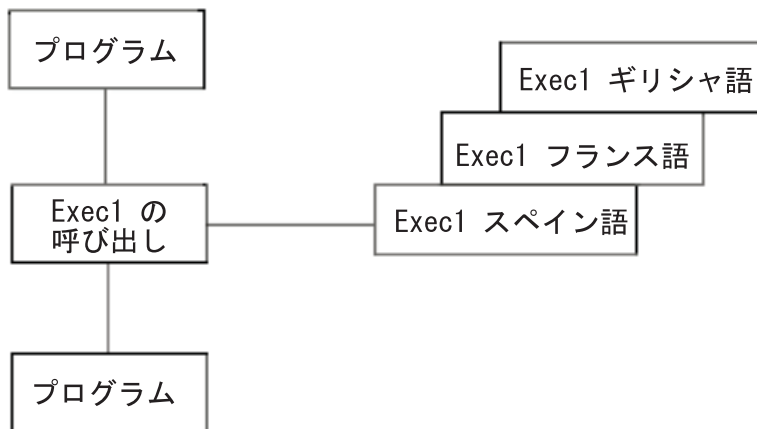 プログラム
Exec1 ギリシャ語
Exec1 フランス語
Exec1 の
呼び出し
Exec1 スペイン語
プログラム